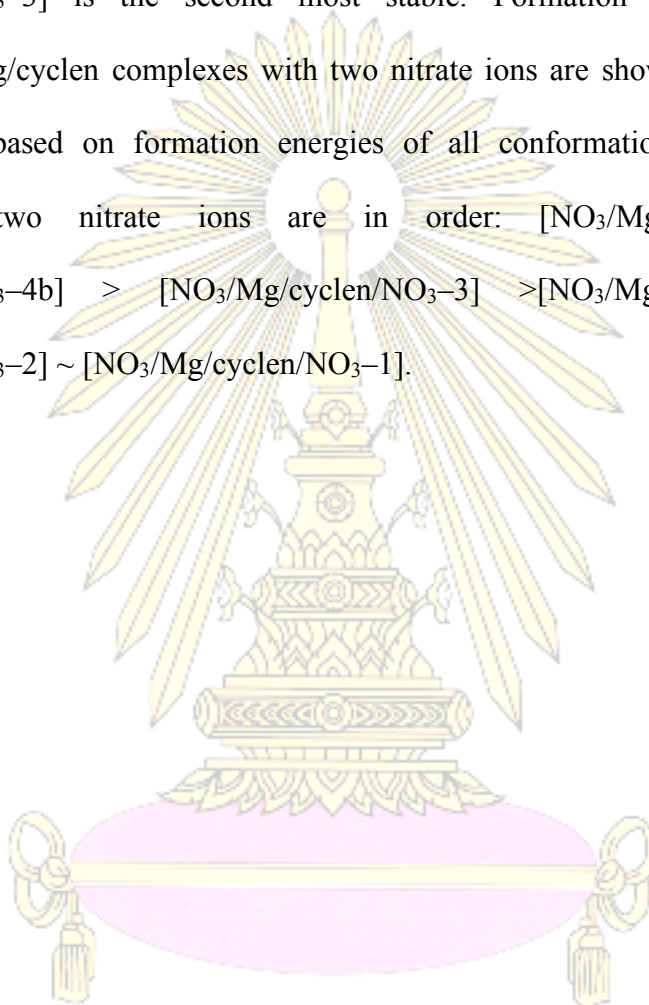 ₃–3] is the second most stable. Formation
g/cyclen complexes with two nitrate ions are show
based on formation energies of all conformatio
two nitrate ions are in order: [NO₃/Mg
₃–4b] > [NO₃/Mg/cyclen/NO₃–3] >[NO₃/Mg
₃–2] ~ [NO₃/Mg/cyclen/NO₃–1].